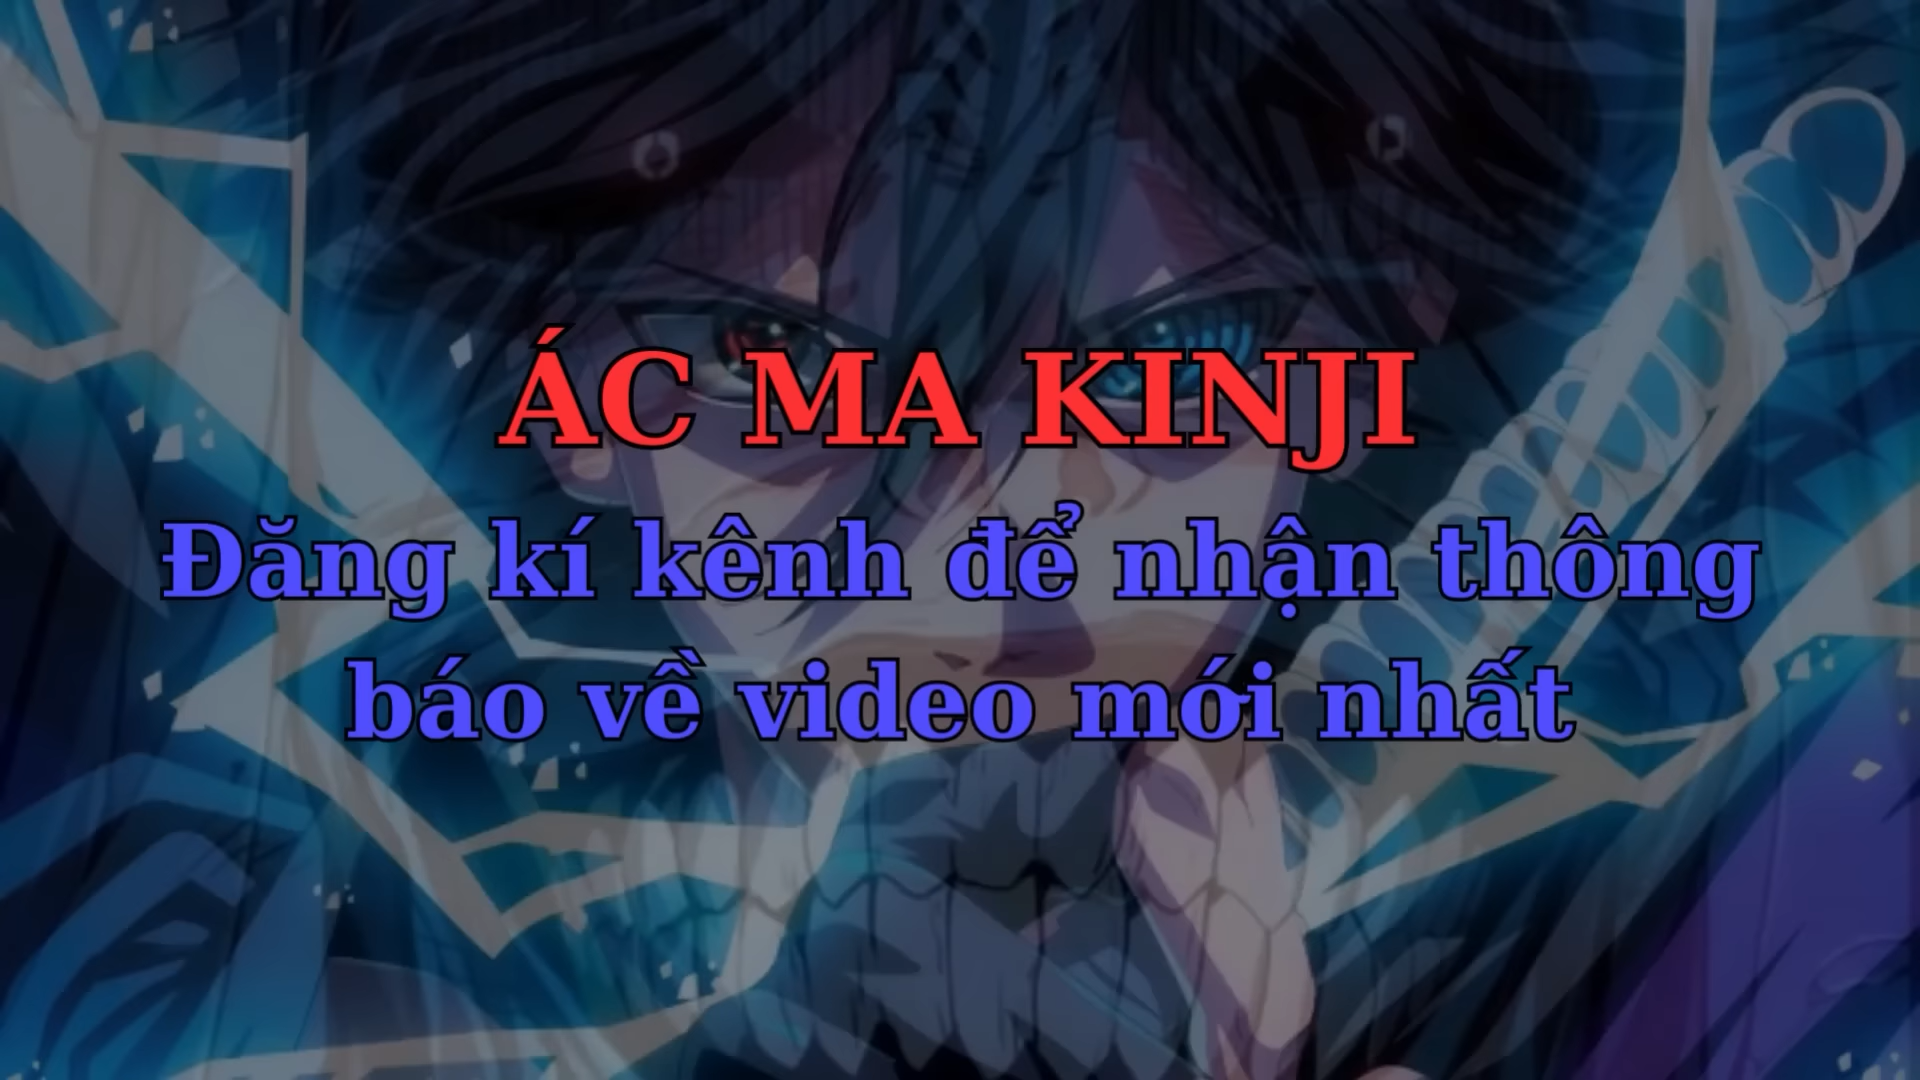 ÁC MA KINJI
Đăng kí kênh để nhận thông
báo về video mới nhất